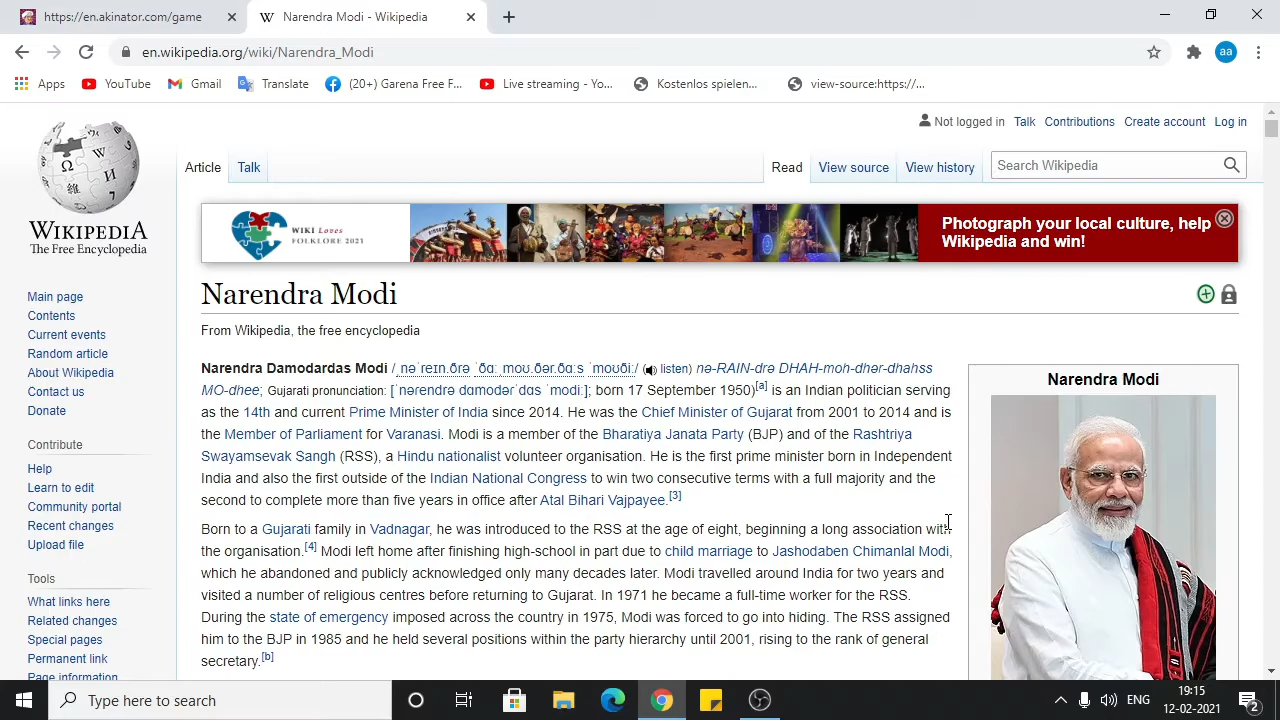 https://en.akinator.com/game
Narendra Modi - Wikipedia
en.wikipedia.org/wiki/Narendra_Modi
aa
Apps
YouTube
Gmail
Translate
(20+) Garena Free F...
Live streaming - Yo...
Kostenlos spielen...
view-source:https://...
Not logged in Talk Contributions Create account Log in
Article Talk Read View source View history Search Wikipedia
WIKIPEDIA
The Free Encyclopedia
WIKI Loves
FOLKLORE 2021
Photograph your local culture, help
Wikipedia and win!
Main page
Contents
Current events
Random article
About Wikipedia
Contact us
Donate
Contribute
Help
Learn to edit
Community portal
Recent changes
Upload file
Tools
What links here
Related changes
Special pages
Permanent link
Page information
Narendra Modi
From Wikipedia, the free encyclopedia
Narendra Damodardas Modi /nəˈreɪn.ðrə ˈðɑː.moʊ.ðər.ðɑːs ˈmoʊði/ (listen) nə-RAIN-drə DHAH-moh-dhər-dhahss
MO-dhee; Gujarati pronunciation: [ˈnəɾendrə dɑmodəɾˈdɑs ˈmodiː]; born 17 September 1950)[a] is an Indian politician serving
as the 14th and current Prime Minister of India since 2014. He was the Chief Minister of Gujarat from 2001 to 2014 and is
the Member of Parliament for Varanasi. Modi is a member of the Bharatiya Janata Party (BJP) and of the Rashtriya
Swayamsevak Sangh (RSS), a Hindu nationalist volunteer organisation. He is the first prime minister born in Independent
India and also the first outside of the Indian National Congress to win two consecutive terms with a full majority and the
second to complete more than five years in office after Atal Bihari Vajpayee.[3]
Born to a Gujarati family in Vadnagar, he was introduced to the RSS at the age of eight, beginning a long association with
the organisation.[4] Modi left home after finishing high-school in part due to child marriage to Jashodaben Chimanlal Modi,
which he abandoned and publicly acknowledged only many decades later. Modi travelled around India for two years and
visited a number of religious centres before returning to Gujarat. In 1971 he became a full-time worker for the RSS.
During the state of emergency imposed across the country in 1975, Modi was forced to go into hiding. The RSS assigned
him to the BJP in 1985 and he held several positions within the party hierarchy until 2001, rising to the rank of general
secretary.[b]
Narendra Modi
Type here to search
ENG
19:15
12-02-2021
2